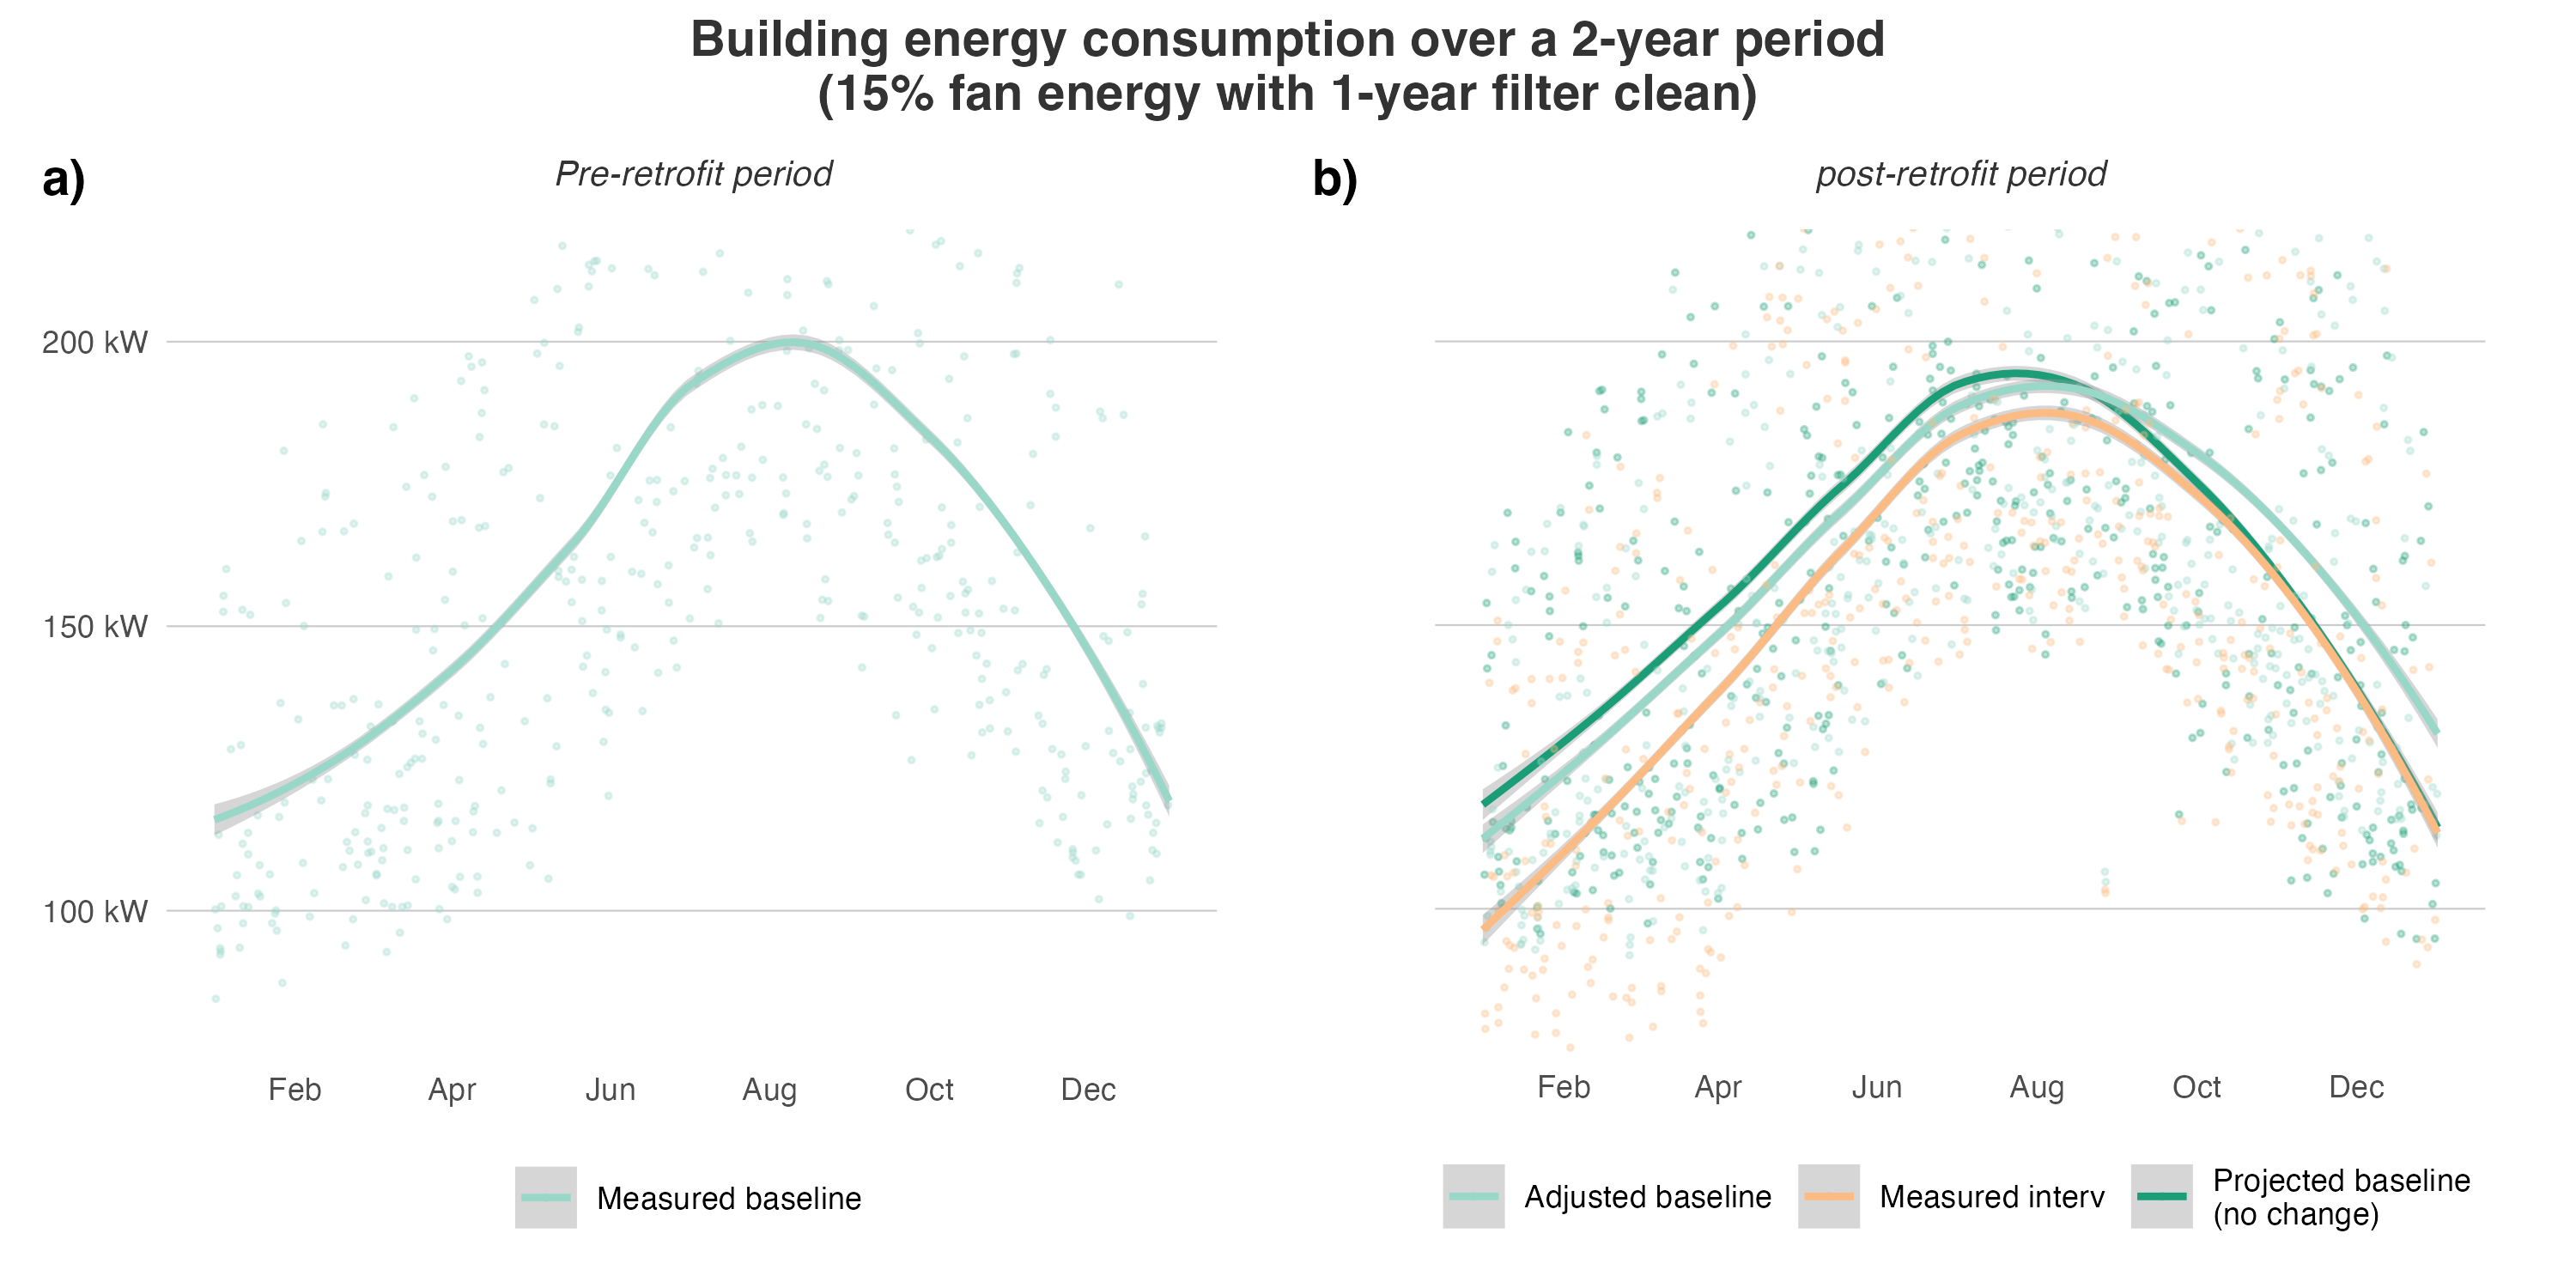 Building energy consumption over a 2-year period
(15% fan energy with 1-year filter clean)
a)
Pre-retrofit period
200 kW
150 kW
100 kW
Feb Apr Jun Aug Oct Dec
Measured baseline
b)
post-retrofit period
Feb Apr Jun Aug Oct Dec
Adjusted baseline
Measured interv
Projected baseline
(no change)